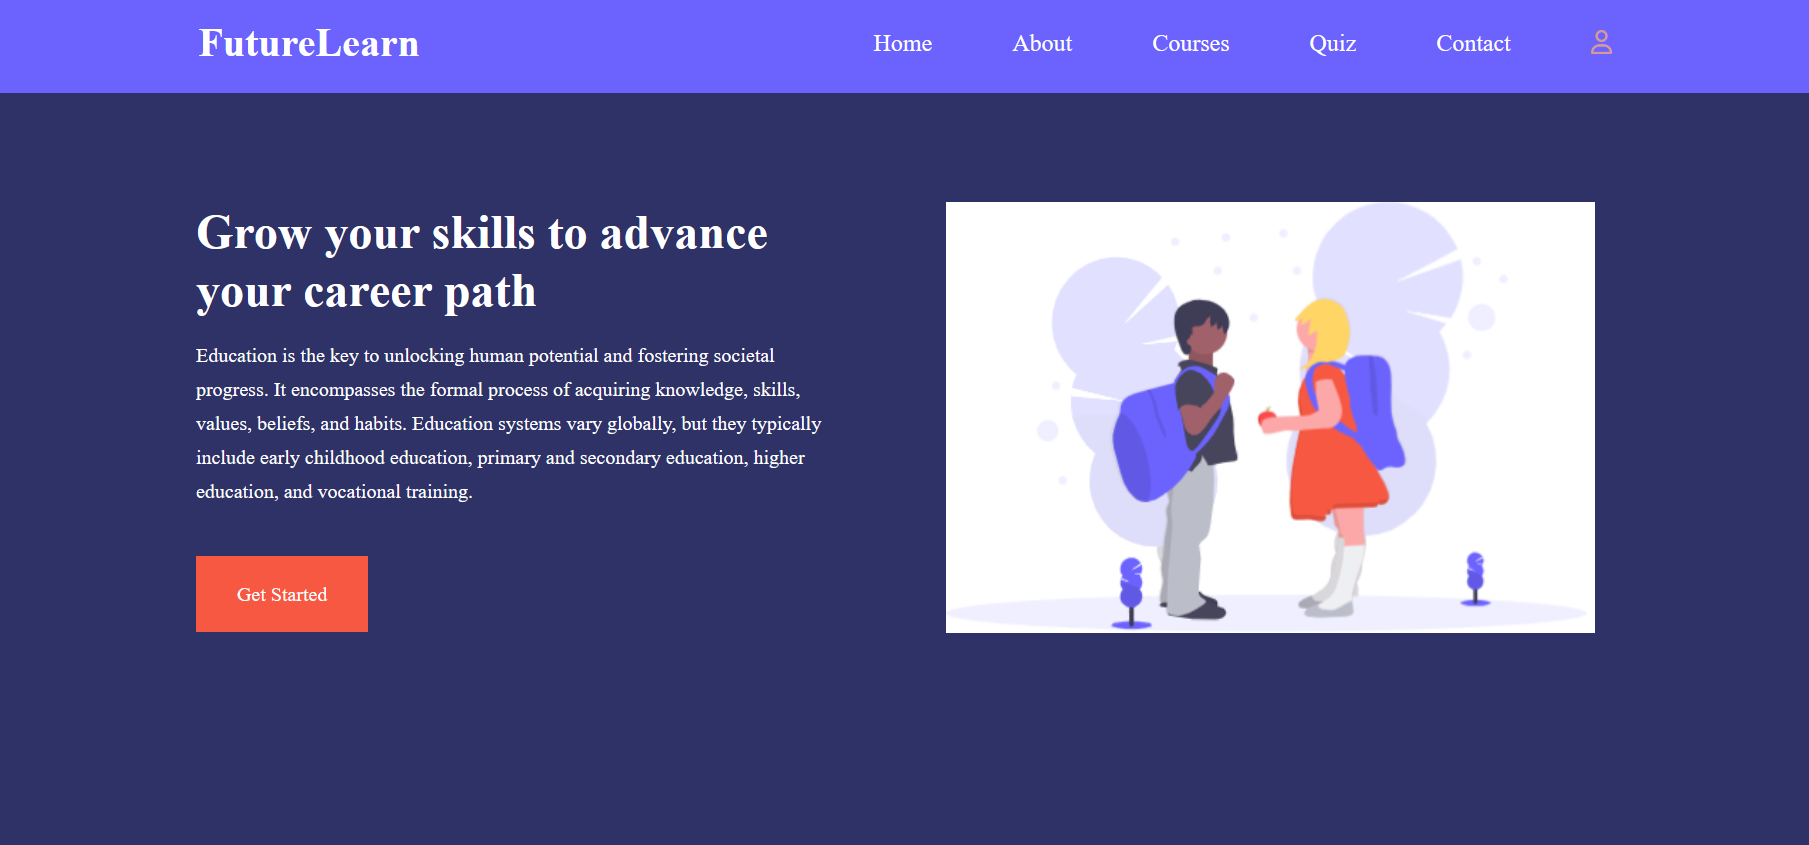 FutureLearn
Home About Courses Quiz Contact
Grow your skills to advance
your career path
Education is the key to unlocking human potential and fostering societal
progress. It encompasses the formal process of acquiring knowledge, skills,
values, beliefs, and habits. Education systems vary globally, but they typically
include early childhood education, primary and secondary education, higher
education, and vocational training.
Get Started